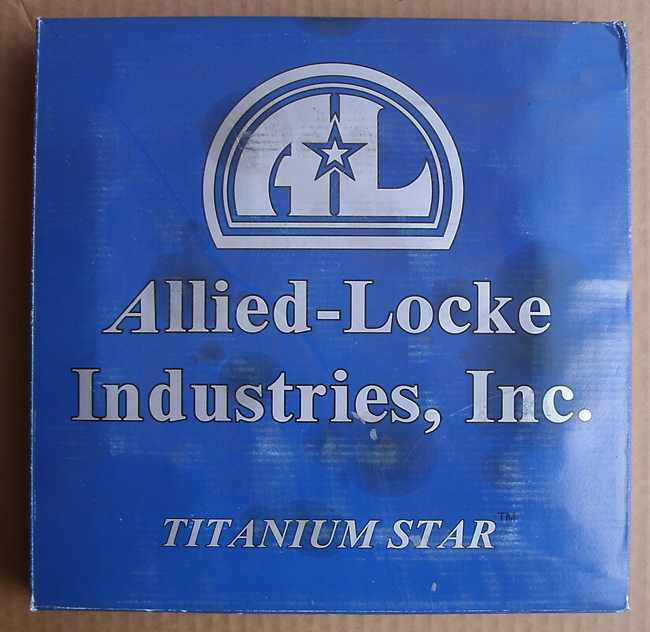 AL
Allied-Locke
Industries, Inc.
TITANIUM STAR™